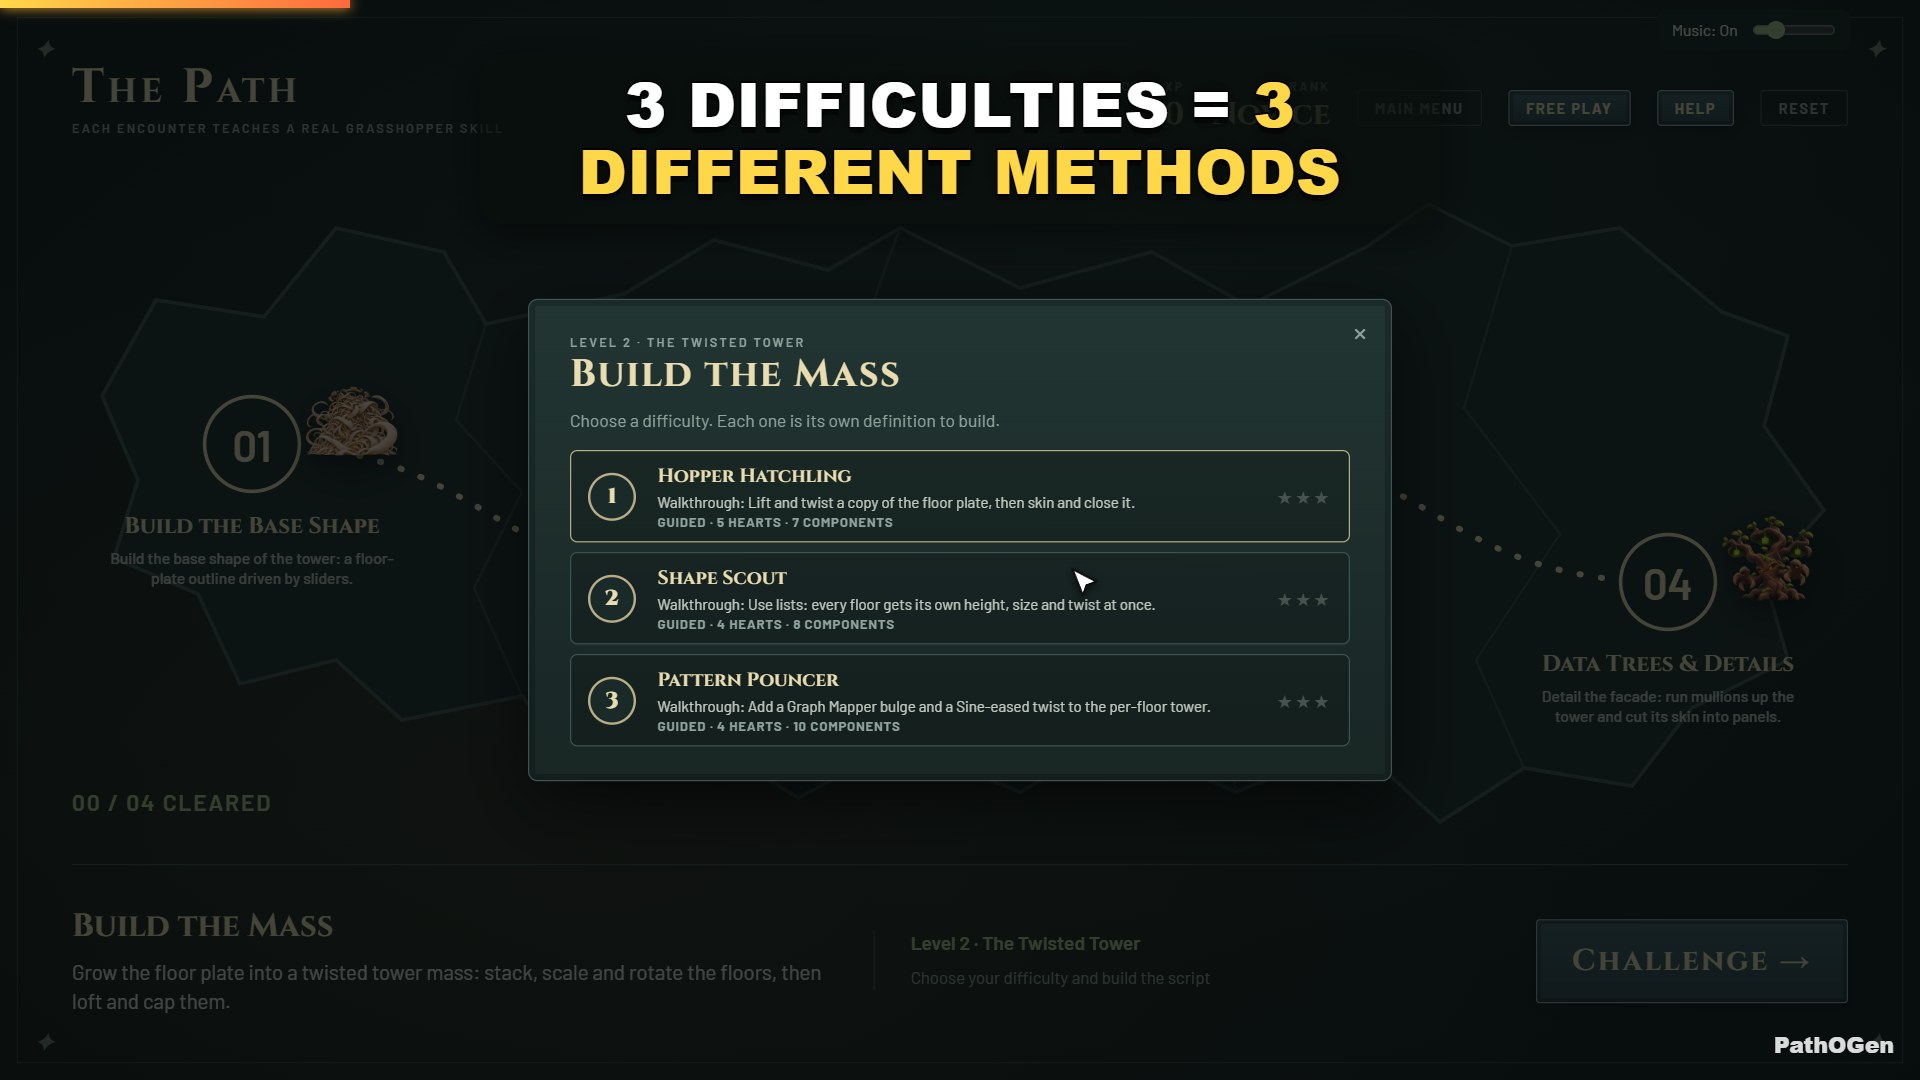 Music: On
The Path
EACH ENCOUNTER TEACHES A REAL GRASSHOPPER SKILL
3 DIFFICULTIES = 3
DIFFERENT METHODS
XP
RANK
MAIN MENU
FREE PLAY
HELP
RESET
LEVEL 2 · THE TWISTED TOWER
Build the Mass
Choose a difficulty. Each one is its own definition to build.
1
Hopper Hatchling
Walkthrough: Lift and twist a copy of the floor plate, then skin and close it.
GUIDED · 5 HEARTS · 7 COMPONENTS
2
Shape Scout
Walkthrough: Use lists: every floor gets its own height, size and twist at once.
GUIDED · 4 HEARTS · 8 COMPONENTS
3
Pattern Pouncer
Walkthrough: Add a Graph Mapper bulge and a Sine-eased twist to the per-floor tower.
GUIDED · 4 HEARTS · 10 COMPONENTS
01
Build the Base Shape
Build the base shape of the tower: a floor-
plate outline driven by sliders.
04
Data Trees & Details
Detail the facade: run mullions up the
tower and cut its skin into panels.
00 / 04 CLEARED
Build the Mass
Grow the floor plate into a twisted tower mass: stack, scale and rotate the floors, then
loft and cap them.
Level 2 · The Twisted Tower
Choose your difficulty and build the script
Challenge →
PathOGen